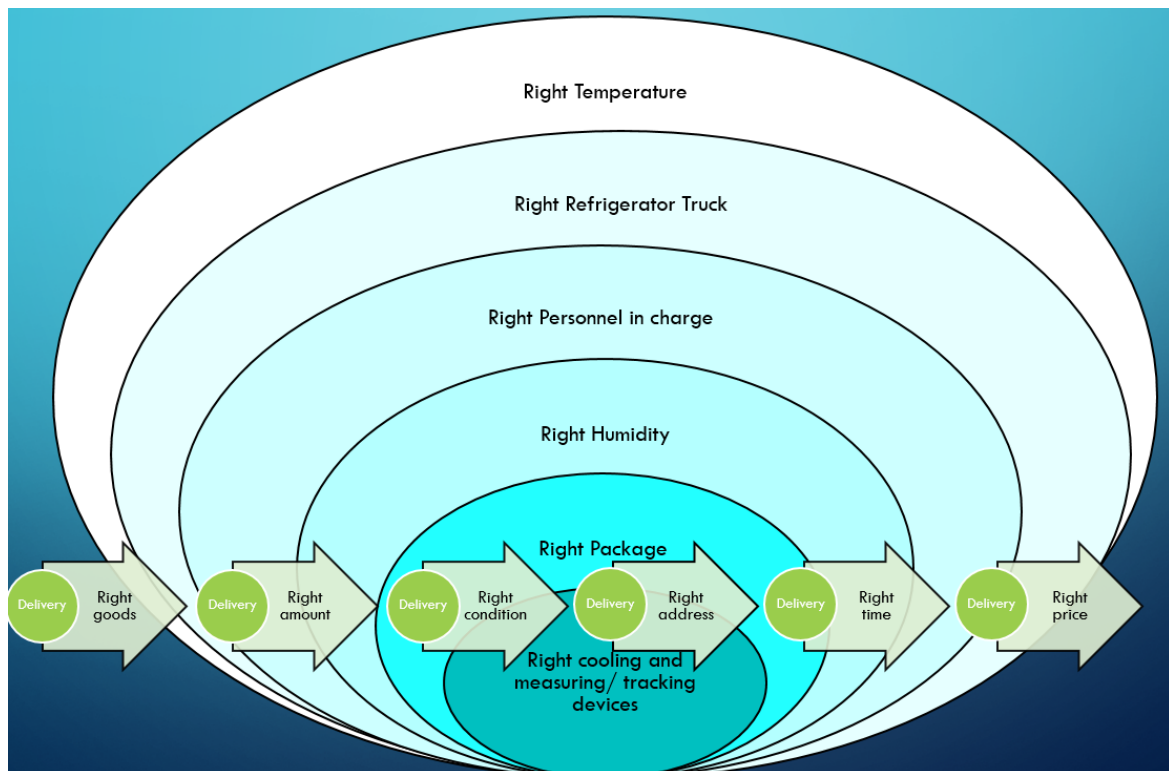 Right Temperature
Right Refrigerator Truck
Right Personnel in charge
Right Humidity
Right Package
Delivery
Right
goods
Delivery
Right
amount
Delivery
Right
condition
Delivery
Right
address
Delivery
Right
time
Delivery
Right
price
Right cooling and
measuring/ tracking
devices